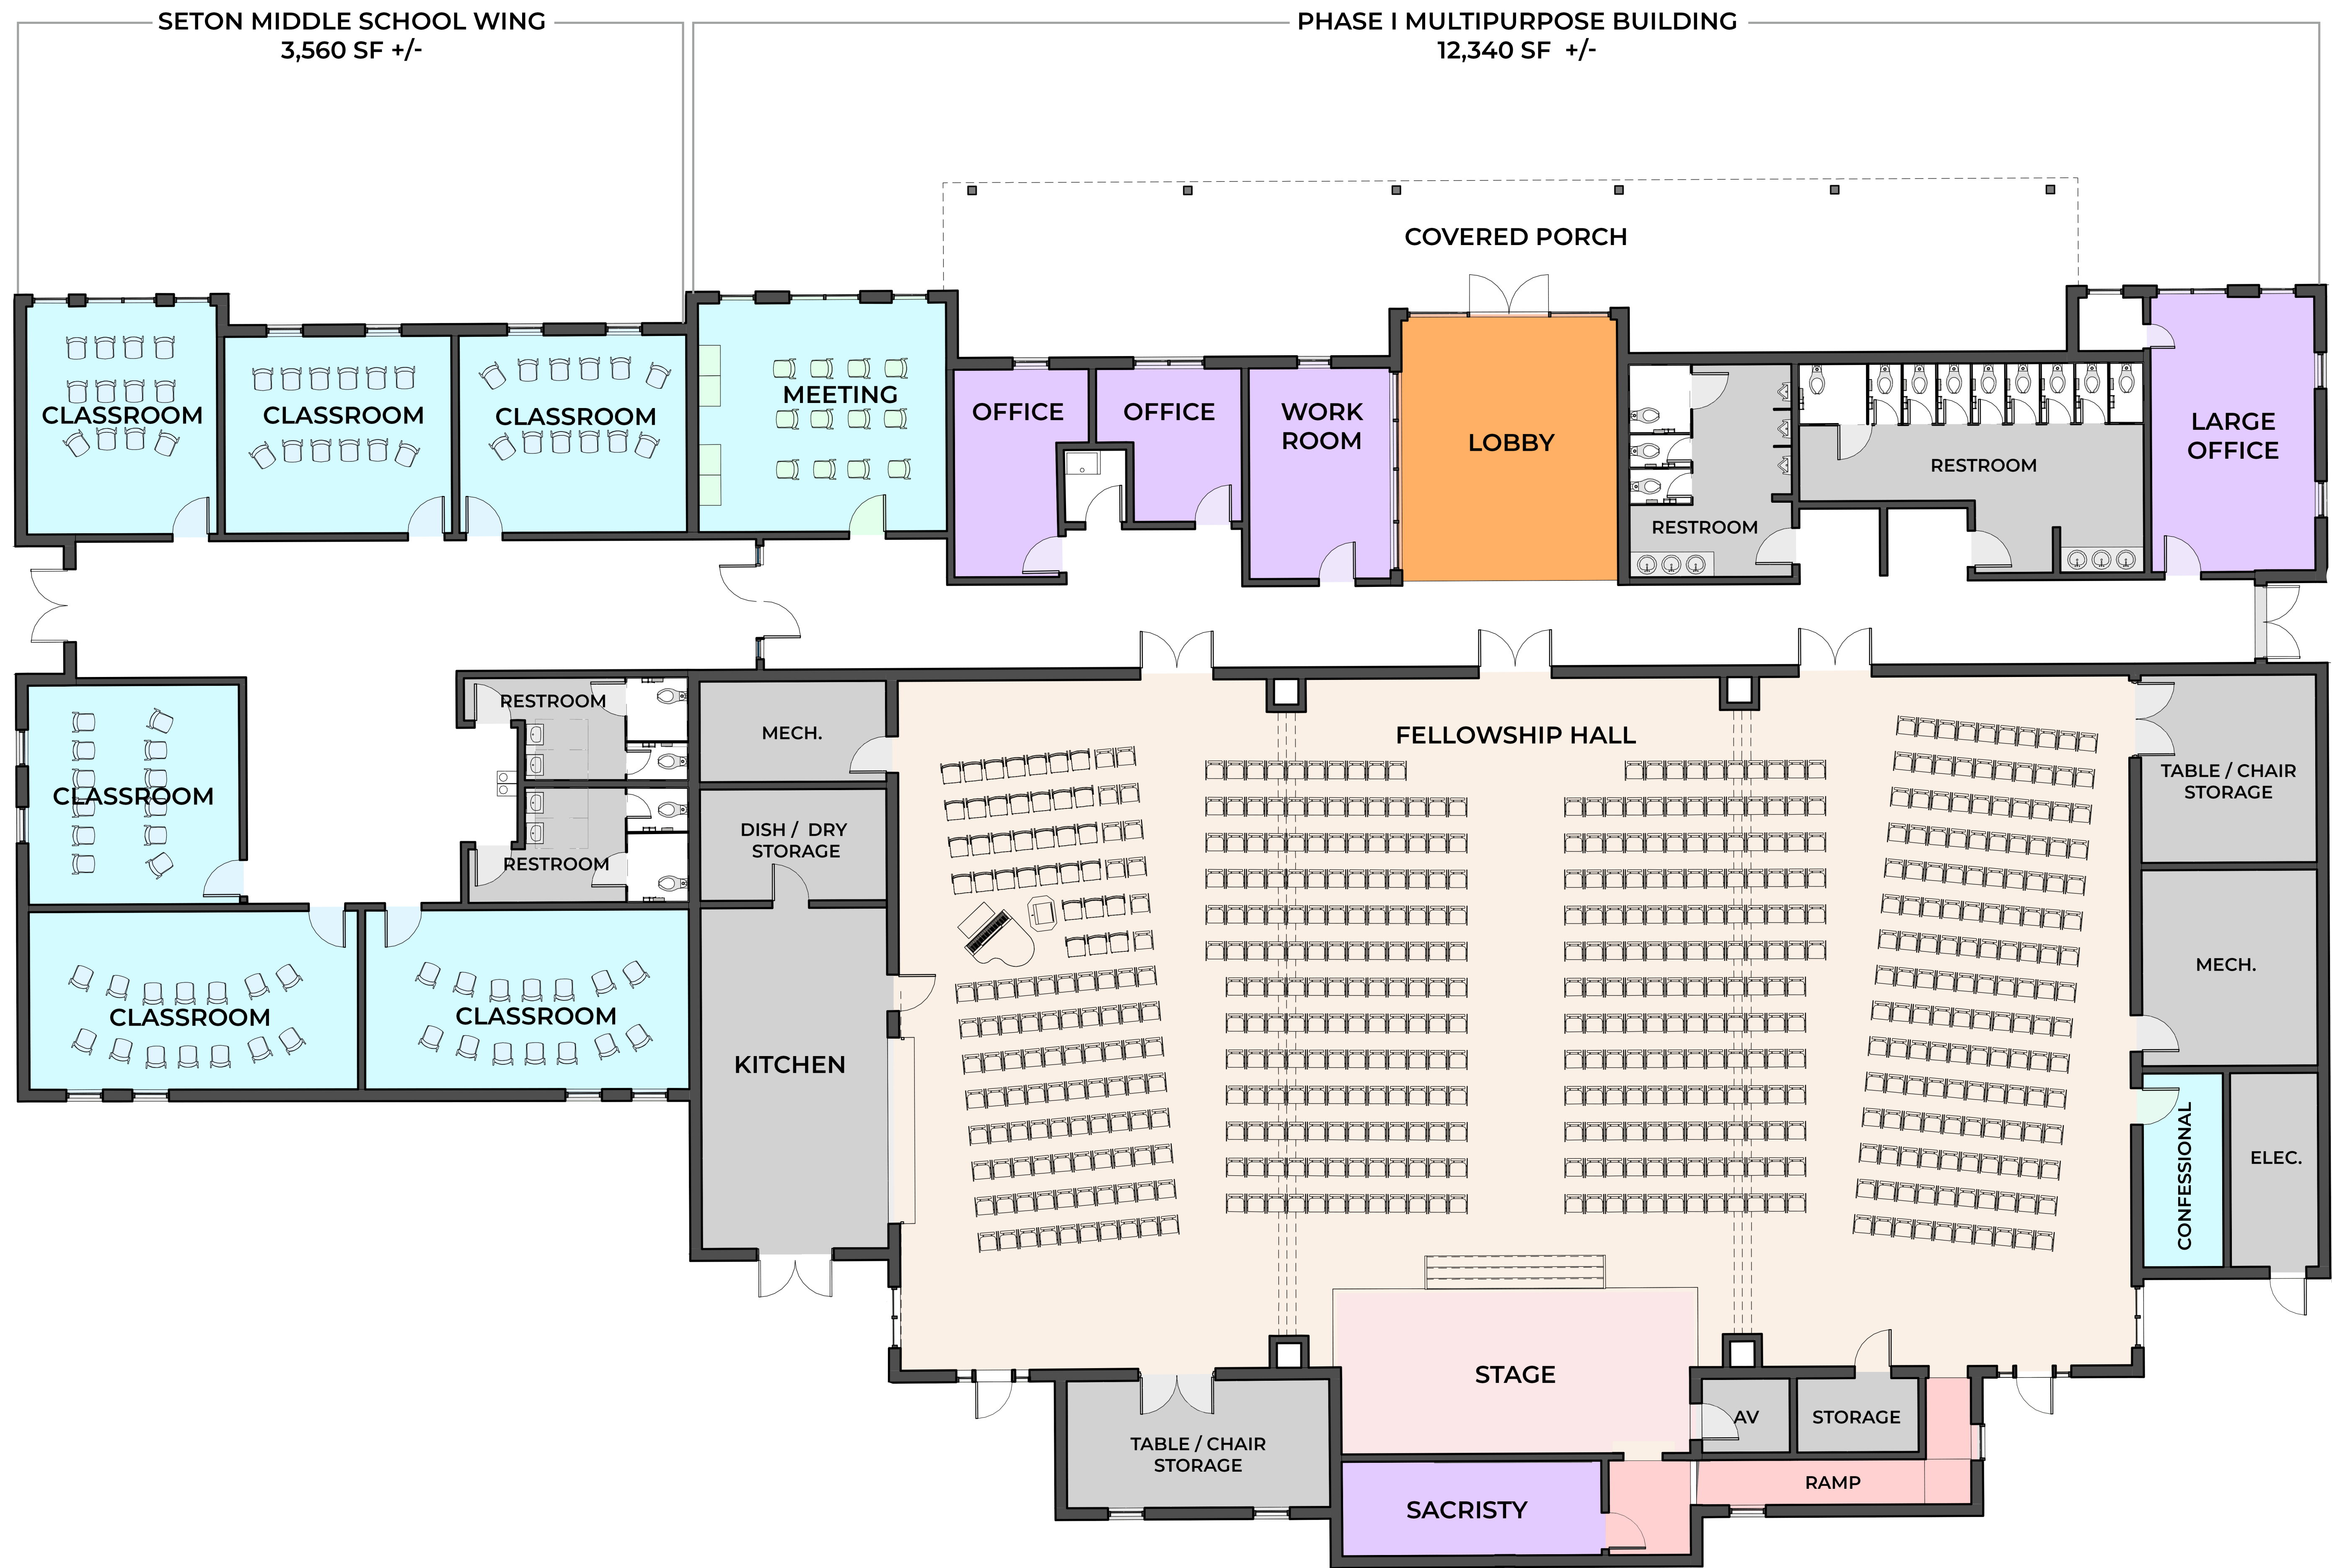 SETON MIDDLE SCHOOL WING
3,560 SF +/-
PHASE I MULTIPURPOSE BUILDING
12,340 SF +/-
COVERED PORCH
CLASSROOM
CLASSROOM
CLASSROOM
MEETING
OFFICE
OFFICE
WORK
ROOM
LOBBY
RESTROOM
RESTROOM
LARGE
OFFICE
RESTROOM
MECH.
FELLOWSHIP HALL
TABLE / CHAIR
STORAGE
CLASSROOM
DISH / DRY
STORAGE
RESTROOM
MECH.
CLASSROOM
CLASSROOM
KITCHEN
CONFESSIONAL
ELEC.
STAGE
AV
STORAGE
TABLE / CHAIR
STORAGE
RAMP
SACRISTY